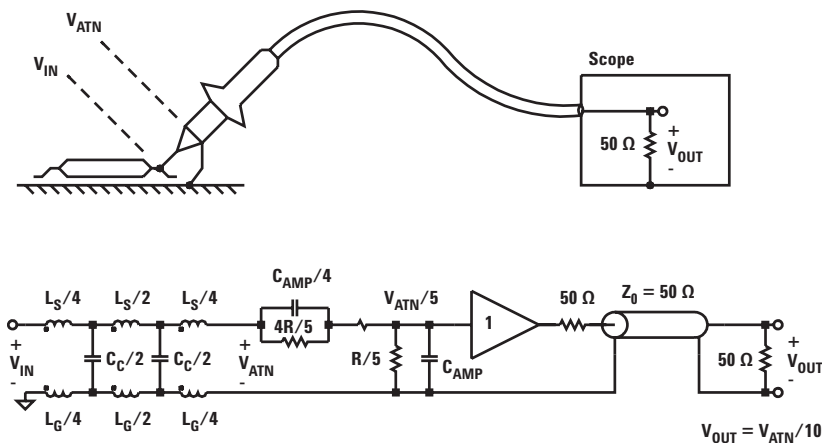 V_ATN
V_IN
Scope
50 Ω
+
V_OUT
-
C_AMP/4
L_S/4 L_S/2 L_S/4 4R/5 V_ATN/5 50 Ω Z_0 = 50 Ω
1
+
V_IN
-
C_C/2 C_C/2
+
V_ATN
-
R/5 C_AMP
50 Ω
+
V_OUT
-
L_G/4 L_G/2 L_G/4
V_OUT = V_ATN/10